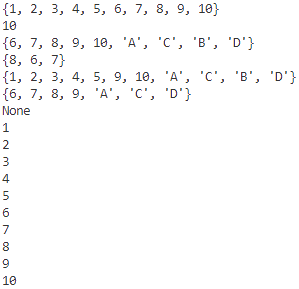 {1, 2, 3, 4, 5, 6, 7, 8, 9, 10}
10
{6, 7, 8, 9, 10, 'A', 'C', 'B', 'D'}
{8, 6, 7}
{1, 2, 3, 4, 5, 9, 10, 'A', 'C', 'B', 'D'}
{6, 7, 8, 9, 'A', 'C', 'D'}
None
1
2
3
4
5
6
7
8
9
10